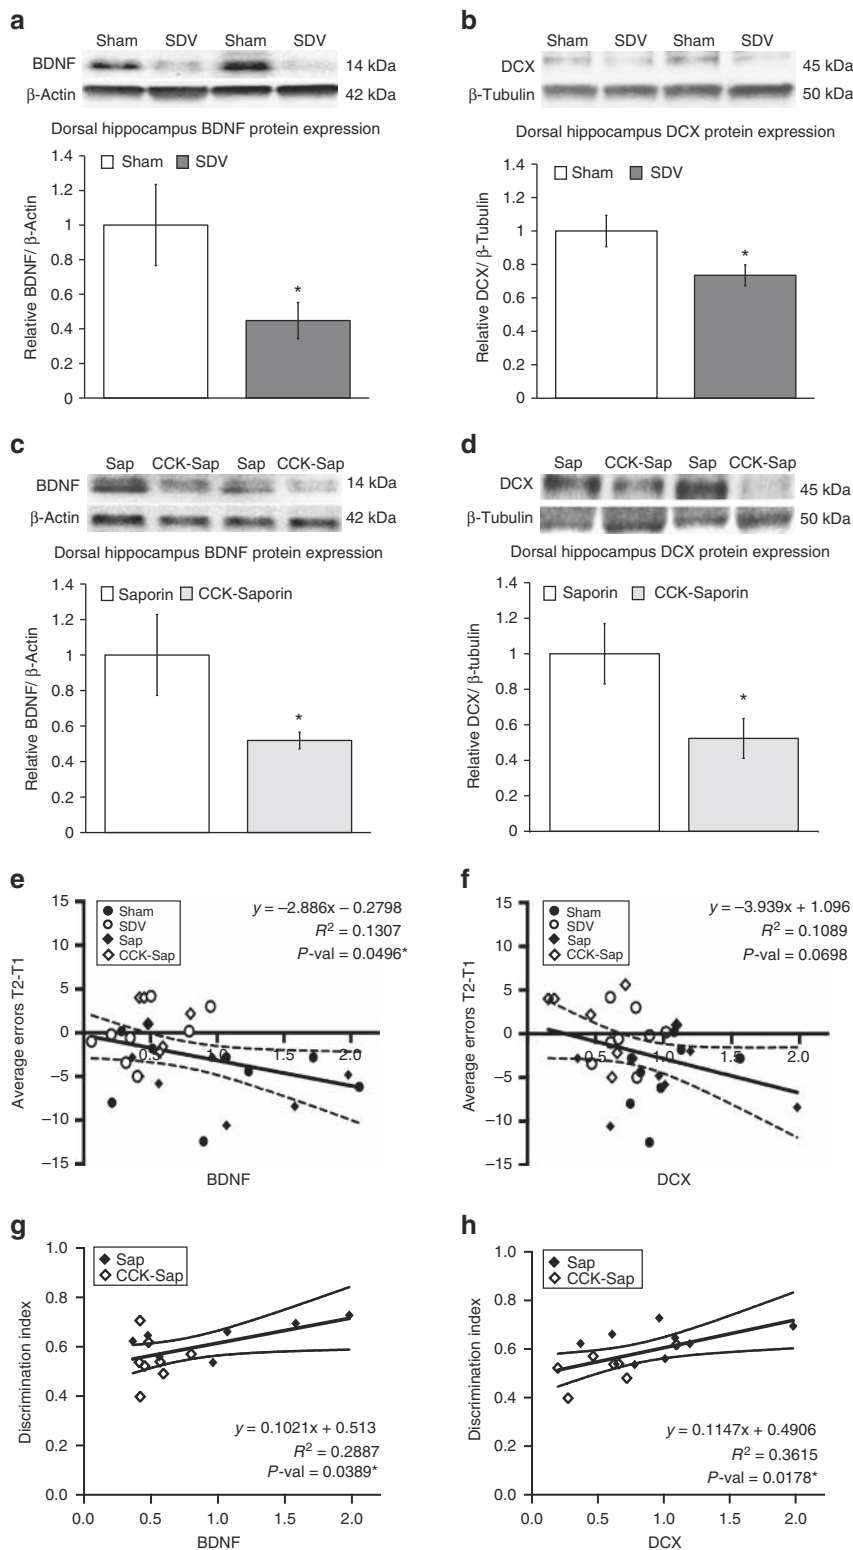 a
Sham SDV Sham SDV
BDNF 14 kDa
β-Actin 42 kDa
Dorsal hippocampus BDNF protein expression
Sham SDV
Relative BDNF/ β-Actin
1.4
1.2
1
0.8
0.6
0.4
0.2
0
*
b
Sham SDV Sham SDV
DCX 45 kDa
β-Tubulin 50 kDa
Dorsal hippocampus DCX protein expression
Sham SDV
Relative DCX/ β-Tubulin
1.4
1.2
1
0.8
0.6
0.4
0.2
0
*
c
Sap CCK-Sap Sap CCK-Sap
BDNF 14 kDa
β-Actin 42 kDa
Dorsal hippocampus BDNF protein expression
Saporin CCK-Saporin
Relative BDNF/ β-Actin
1.4
1.2
1
0.8
0.6
0.4
0.2
0
*
d
Sap CCK-Sap Sap CCK-Sap
DCX 45 kDa
β-Tubulin 50 kDa
Dorsal hippocampus DCX protein expression
Saporin CCK-Saporin
Relative DCX/ β-tubulin
1.4
1.2
1
0.8
0.6
0.4
0.2
0
*
e
Sham
SDV
Sap
CCK-Sap
y = –2.886x – 0.2798
R² = 0.1307
P-val = 0.0496*
Average errors T2-T1
15
10
5
0
–5
–10
–15
0.5 1.0 1.5 2.0
BDNF
f
Sham
SDV
Sap
CCK-Sap
y = –3.939x + 1.096
R² = 0.1089
P-val = 0.0698
Average errors T2-T1
15
10
5
0
–5
–10
–15
0.5 1.0 1.5 2.0
DCX
g
Sap
CCK-Sap
Discrimination index
1.0
0.8
0.6
0.4
0.2
0.0
y = 0.1021x + 0.513
R² = 0.2887
P-val = 0.0389*
0.0 0.5 1.0 1.5 2.0
BDNF
h
Sap
CCK-Sap
Discrimination index
1.0
0.8
0.6
0.4
0.2
0.0
y = 0.1147x + 0.4906
R² = 0.3615
P-val = 0.0178*
0.0 0.5 1.0 1.5 2.0
DCX